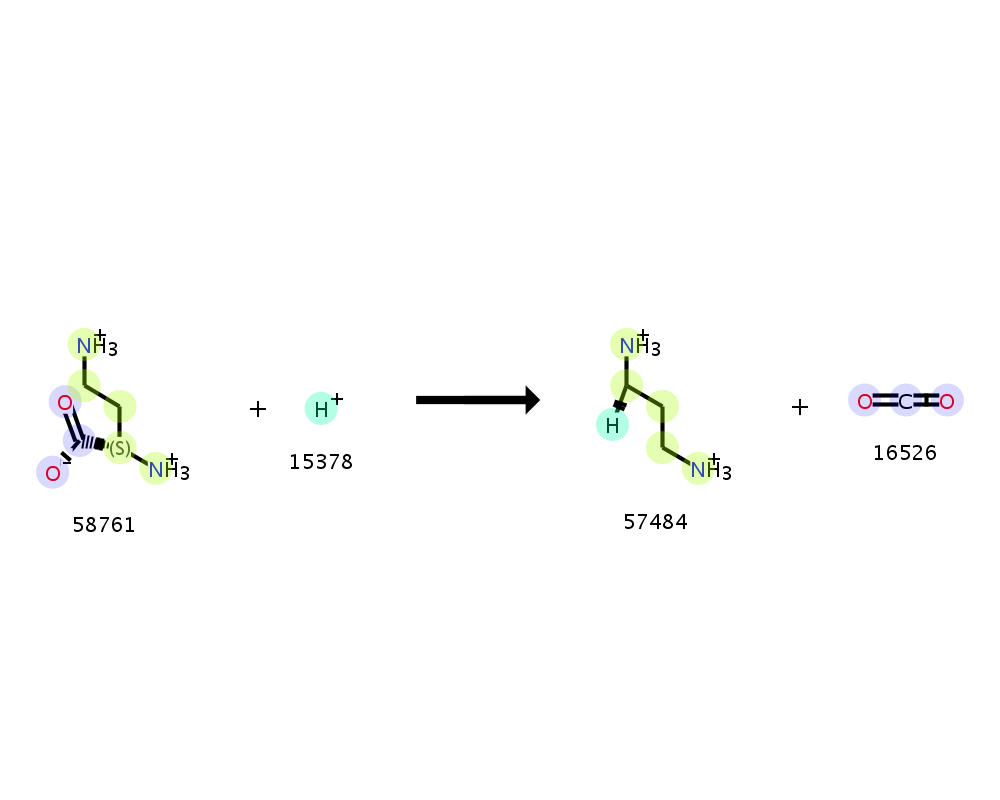 NH3+ NH3+
O + H+ O=C=O
(S) H +
O- NH3+ 15378 NH3+ 16526
58761 57484